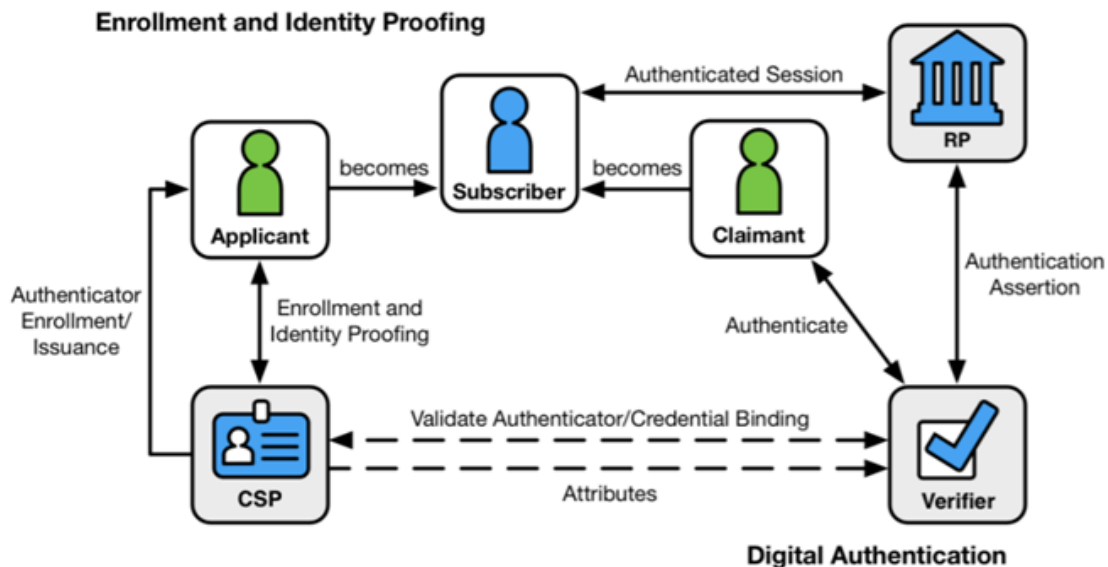 Enrollment and Identity Proofing
Authenticated Session
RP
becomes
Subscriber
becomes
Applicant
Claimant
Authenticator
Enrollment/
Issuance
Enrollment and
Identity Proofing
Authenticate
Authentication
Assertion
Validate Authenticator/Credential Binding
CSP
Attributes
Verifier
Digital Authentication